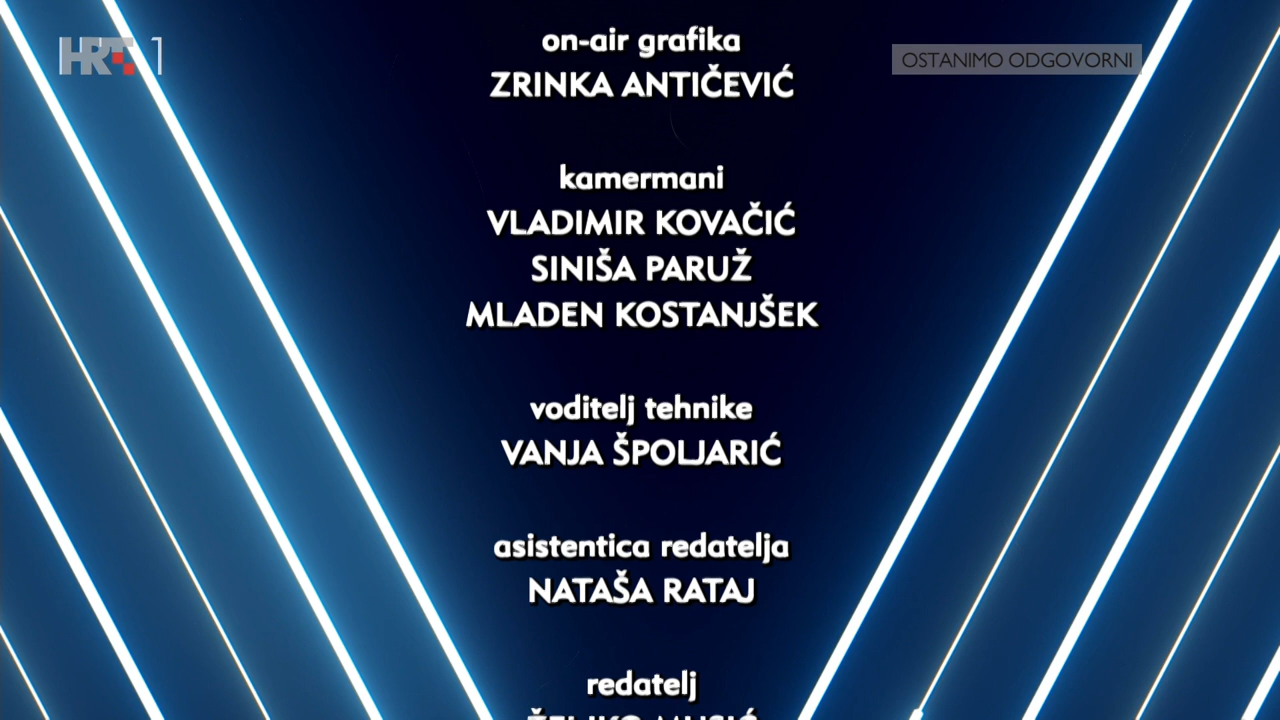 HRT 1
OSTANIMO ODGOVORNI
on-air grafika
ZRINKA ANTIČEVIĆ
kamermani
VLADIMIR KOVAČIĆ
SINIŠA PARUŽ
MLADEN KOSTANJŠEK
voditelj tehnike
VANJA ŠPOLJARIĆ
asistentica redatelja
NATAŠA RATAJ
redatelj